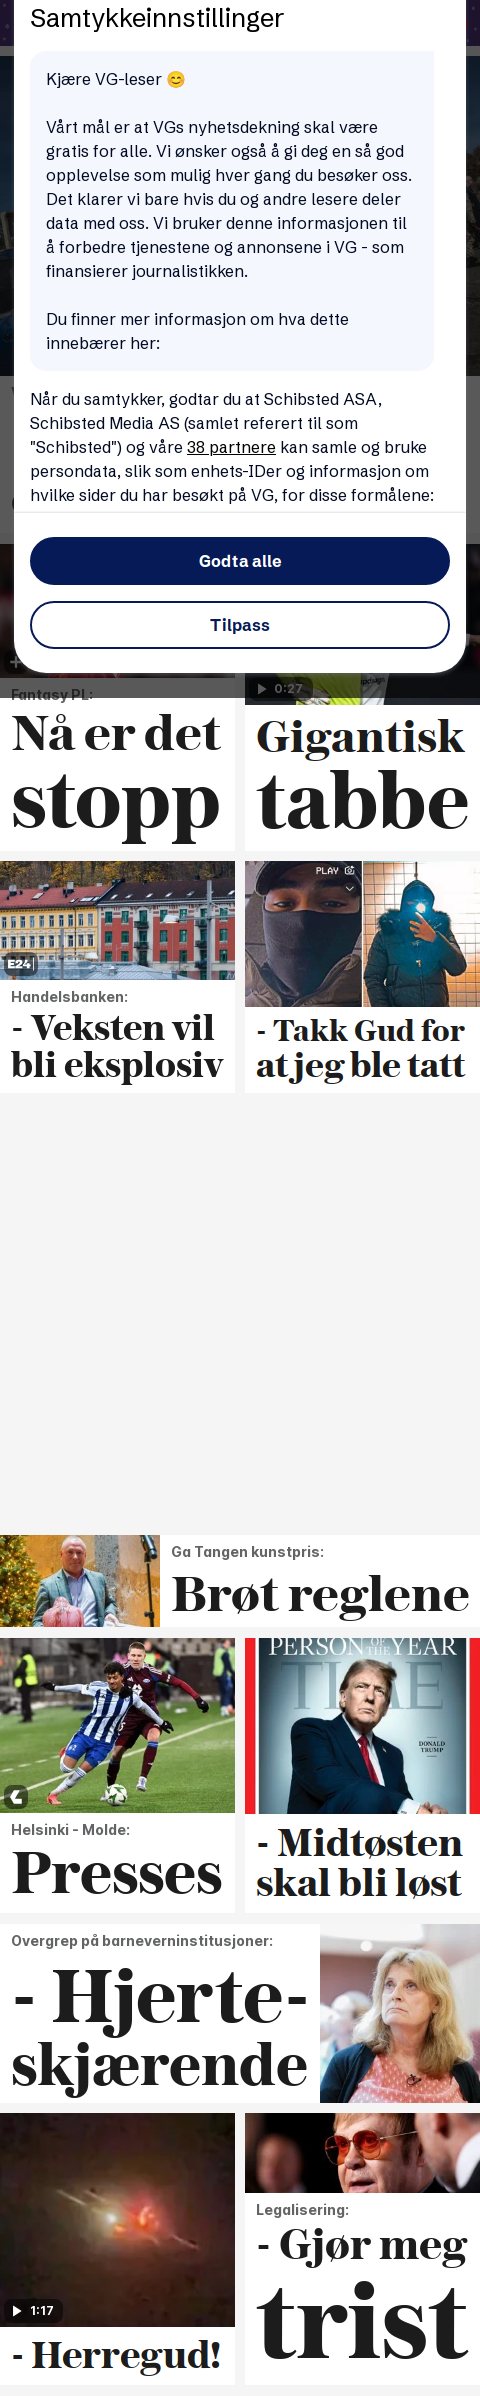 Samtykkeinnstillinger
Kjære VG-leser 😊
Vårt mål er at VGs nyhetsdekning skal være
gratis for alle. Vi ønsker også å gi deg en så god
opplevelse som mulig hver gang du besøker oss.
Det klarer vi bare hvis du og andre lesere deler
data med oss. Vi bruker denne informasjonen til
å forbedre tjenestene og annonsene i VG - som
finansierer journalistikken.
Du finner mer informasjon om hva dette
innebærer her:
Når du samtykker, godtar du at Schibsted ASA,
Schibsted Media AS (samlet referert til som
"Schibsted") og våre 38 partnere kan samle og bruke
persondata, slik som enhets-IDer og informasjon om
hvilke sider du har besøkt på VG, for disse formålene:
Godta alle
Tilpass
0:27
Fantasy PL:
Nå er det
stopp
Gigantisk
tabbe
E24
PLAY
Handelsbanken:
- Veksten vil
bli eksplosiv
- Takk Gud for
at jeg ble tatt
Ga Tangen kunstpris:
Brøt reglene
PERSON OF THE YEAR
TIME
DONALD
TRUMP
Helsinki - Molde:
Presses
- Midtøsten
skal bli løst
Overgrep på barneverninstitusjoner:
- Hjerte-
skjærende
1:17
- Herregud!
Legalisering:
- Gjør meg
trist